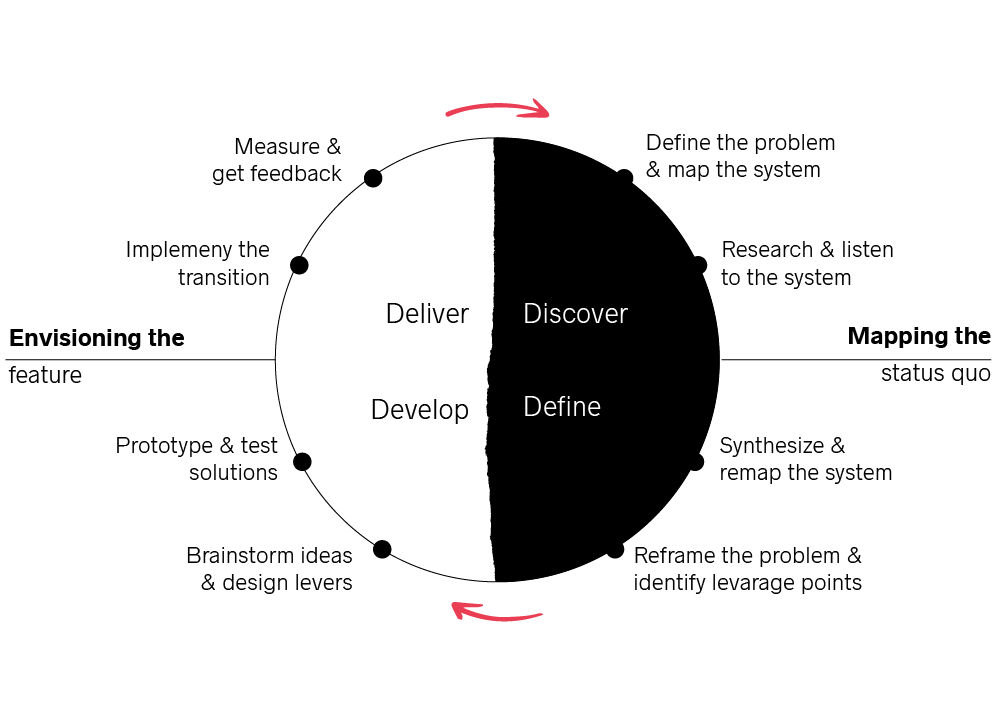 Measure &
get feedback
Define the problem
& map the system
Implemeny the
transition
Research & listen
to the system
Deliver
Discover
Envisioning the
feature
Mapping the
status quo
Develop
Define
Prototype & test
solutions
Synthesize &
remap the system
Brainstorm ideas
& design levers
Reframe the problem &
identify levarage points